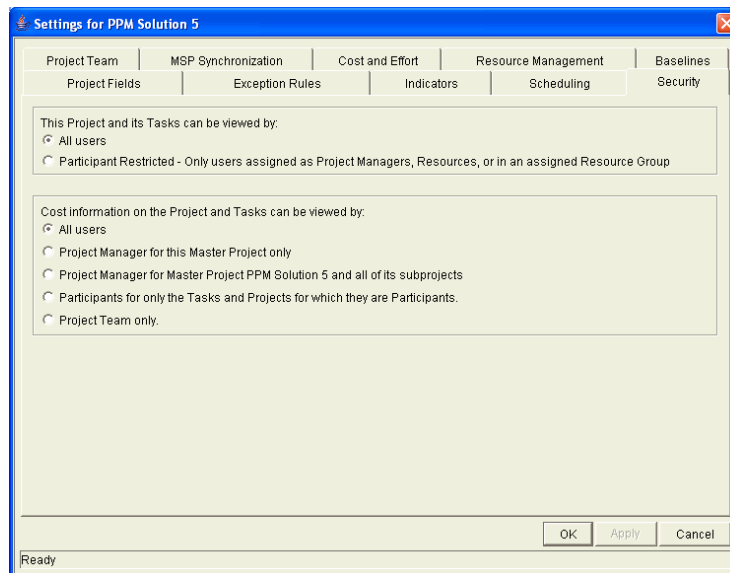 Settings for PPM Solution 5
Project Team MSP Synchronization Cost and Effort Resource Management Baselines
Project Fields Exception Rules Indicators Scheduling Security
This Project and its Tasks can be viewed by:
All users
Participant Restricted - Only users assigned as Project Managers, Resources, or in an assigned Resource Group
Cost information on the Project and Tasks can be viewed by:
All users
Project Manager for this Master Project only
Project Manager for Master Project PPM Solution 5 and all of its subprojects
Participants for only the Tasks and Projects for which they are Participants.
Project Team only.
OK Apply Cancel
Ready